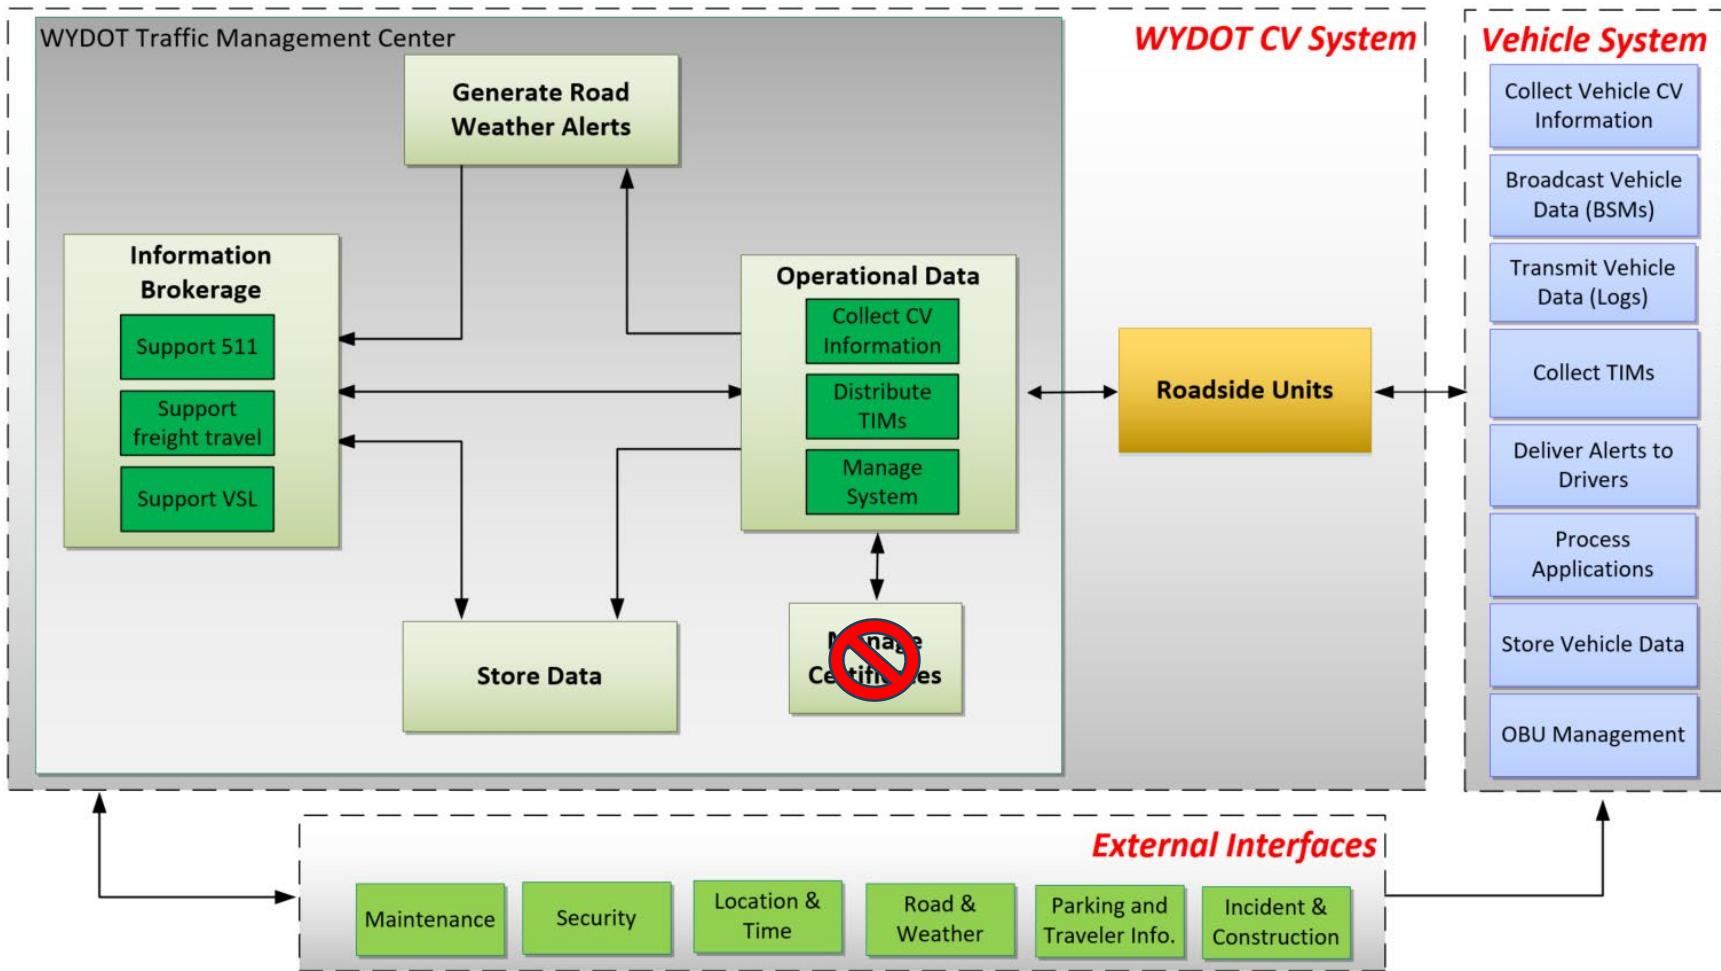 WYDOT Traffic Management Center
WYDOT CV System
Generate Road
Weather Alerts
Information
Brokerage
Support 511
Support
freight travel
Support VSL
Operational Data
Collect CV
Information
Distribute
TIMs
Manage
System
Store Data
Manage
Certificates
Roadside Units
Vehicle System
Collect Vehicle CV
Information
Broadcast Vehicle
Data (BSMs)
Transmit Vehicle
Data (Logs)
Collect TIMs
Deliver Alerts to
Drivers
Process
Applications
Store Vehicle Data
OBU Management
External Interfaces
Maintenance
Security
Location &
Time
Road &
Weather
Parking and
Traveler Info.
Incident &
Construction